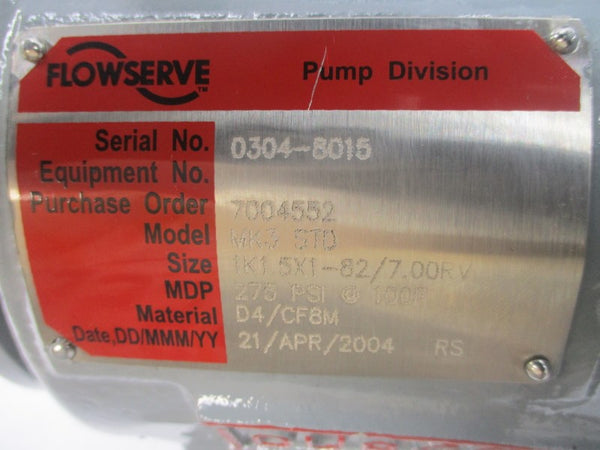 FLOWSERVE™
Pump Division
Serial No. 0304-8015
Equipment No.
Purchase Order 7004552
Model MK3 STD
Size 1K1.5X1-82/7.00RV
MDP 275 PSI @ 100F
Material D4/CF8M
Date,DD/MMM/YY 21/APR/2004 RS